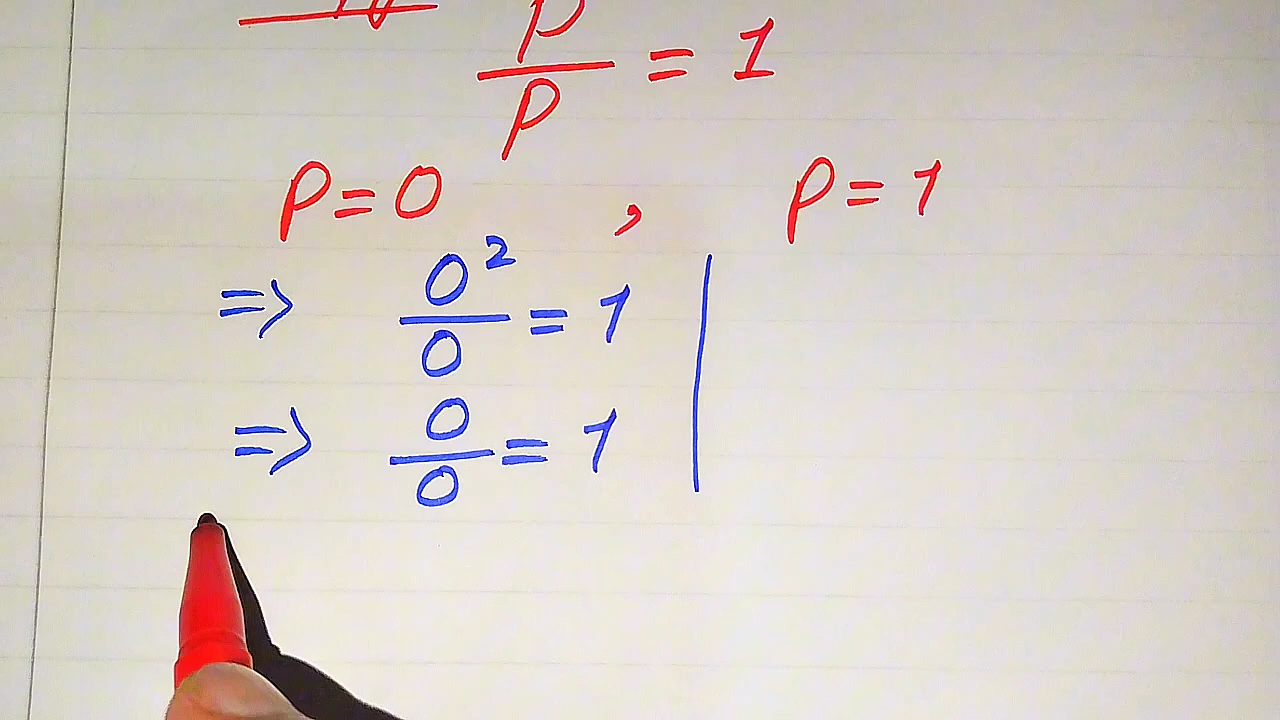 p/p = 1
P = 0 , P = 1
=> 0²/0 = 1
=> 0/0 = 1